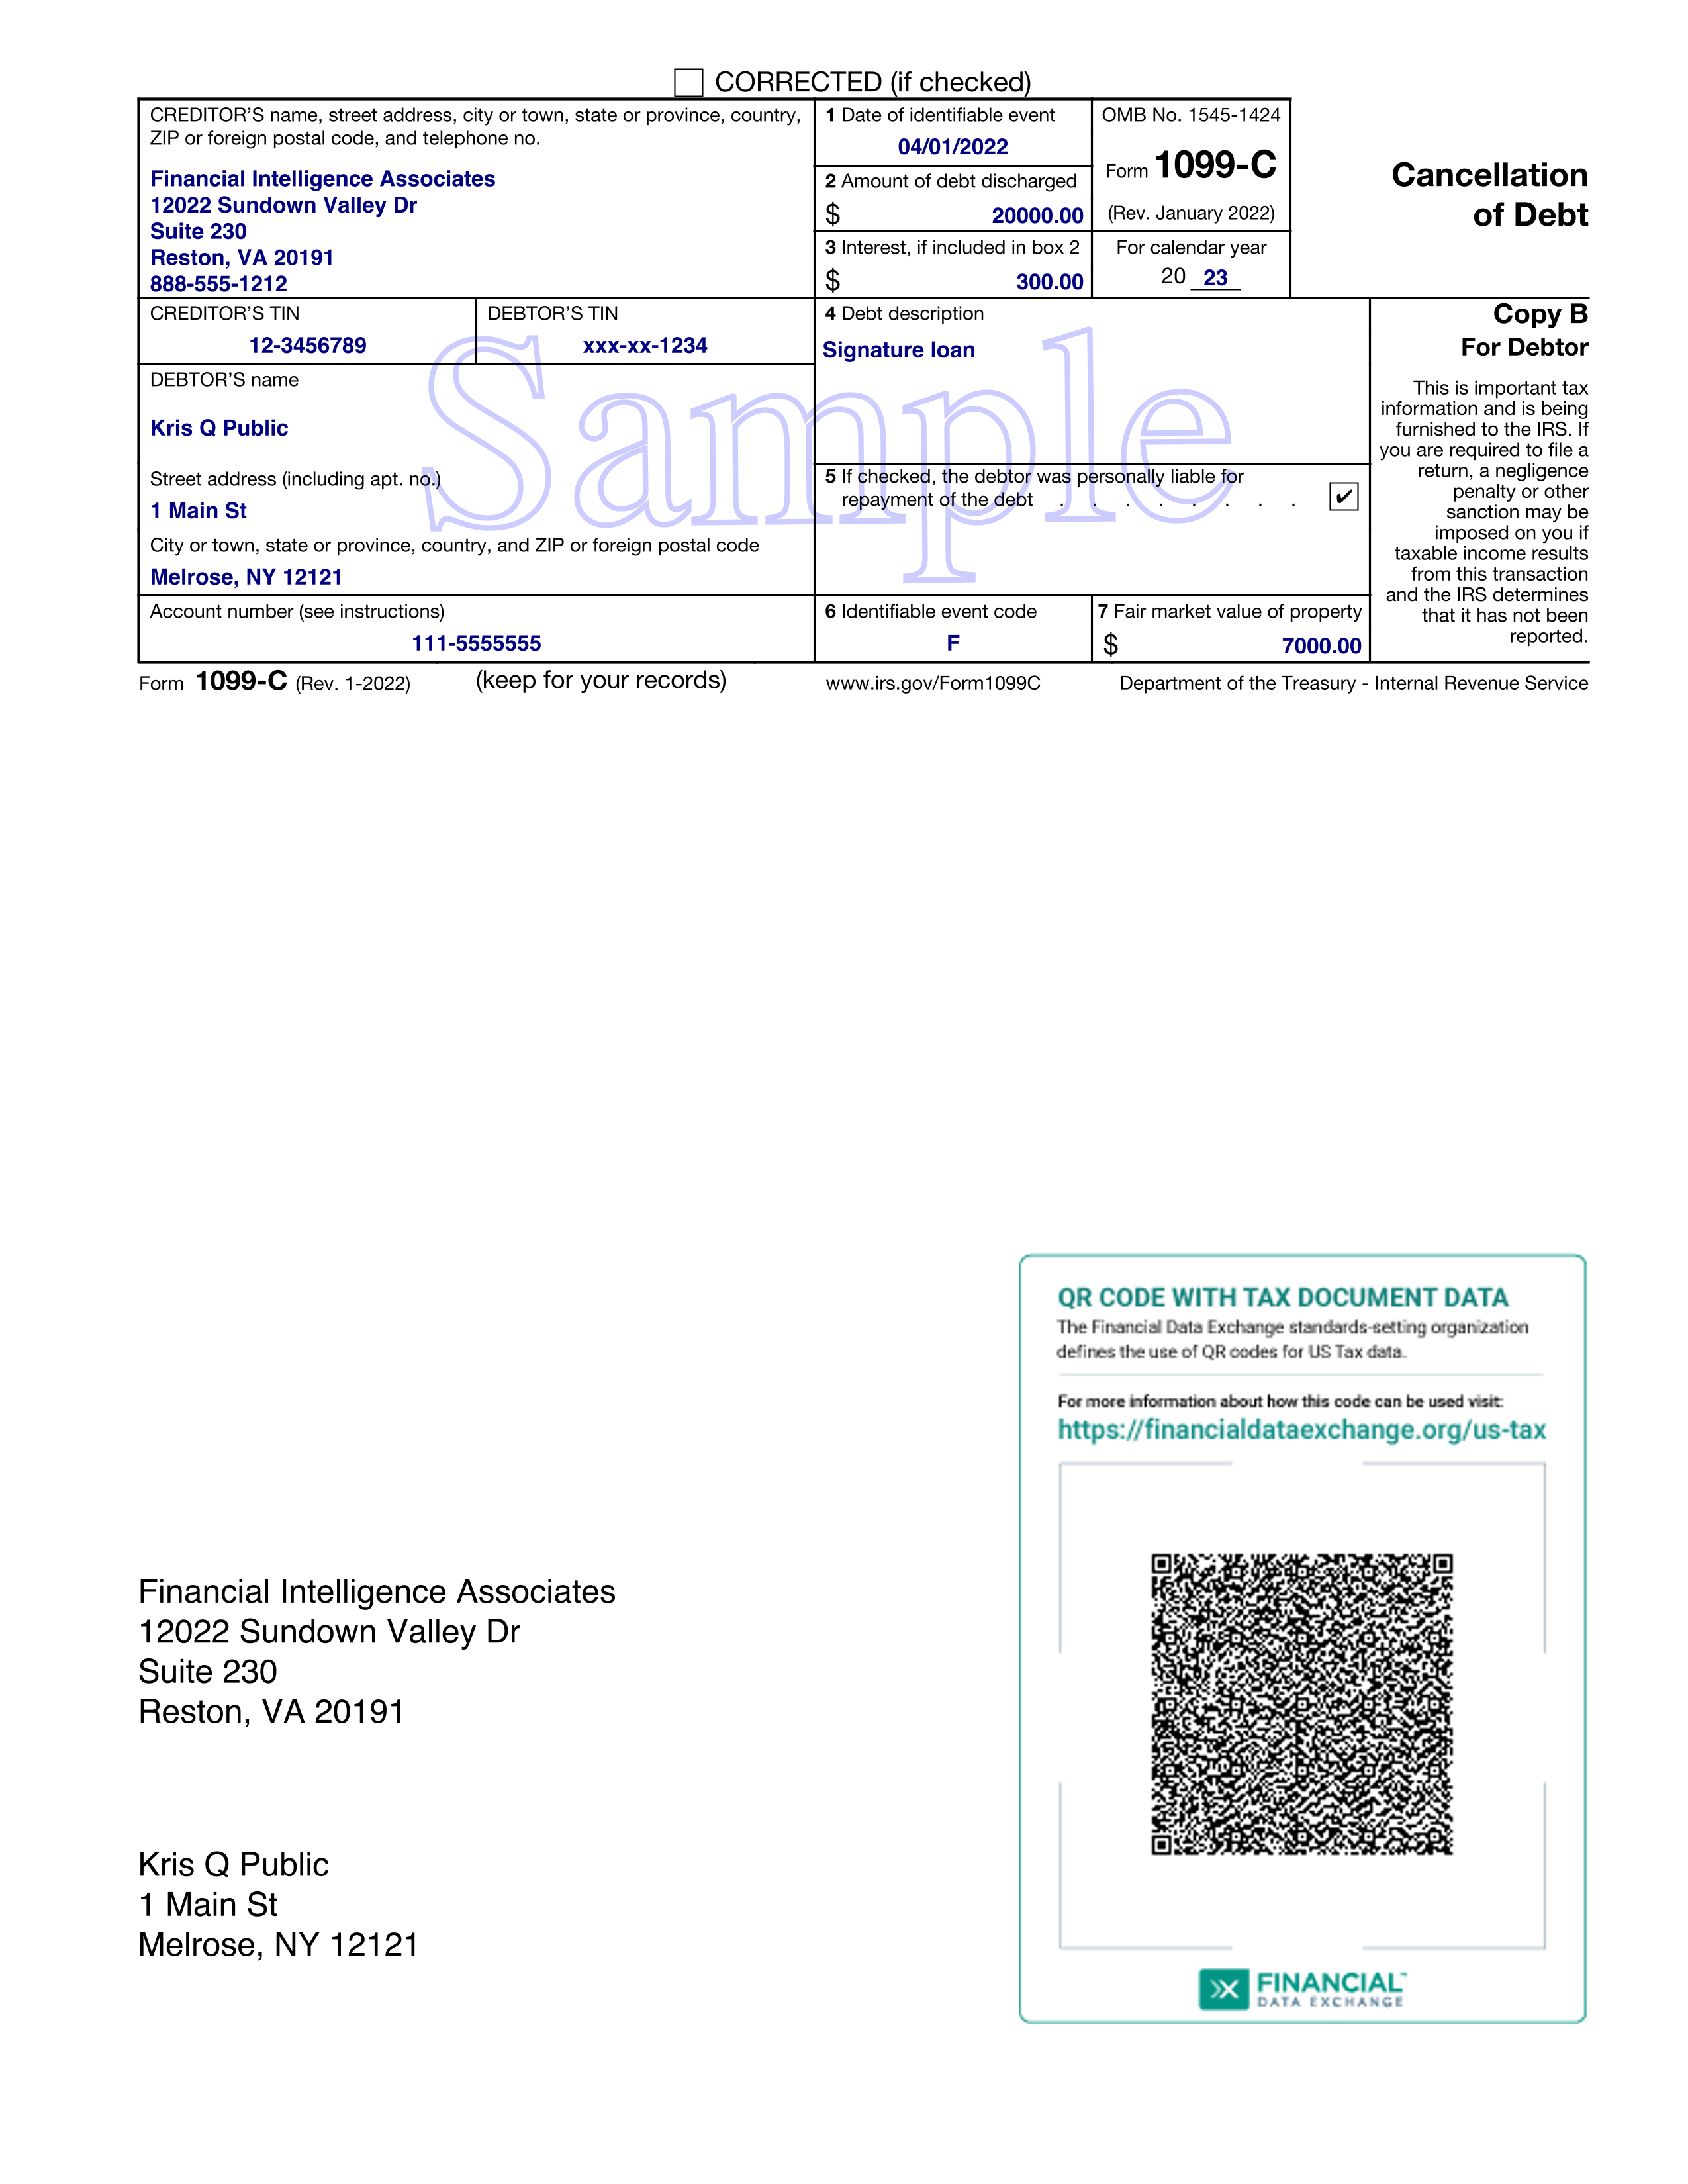 CORRECTED (if checked)
CREDITOR'S name, street address, city or town, state or province, country,
ZIP or foreign postal code, and telephone no.
Financial Intelligence Associates
12022 Sundown Valley Dr
Suite 230
Reston, VA 20191
888-555-1212
1 Date of identifiable event
04/01/2022
2 Amount of debt discharged
$ 20000.00
3 Interest, if included in box 2
$ 300.00
OMB No. 1545-1424
Form 1099-C
(Rev. January 2022)
For calendar year
20 23
Cancellation
of Debt
CREDITOR'S TIN
12-3456789
DEBTOR'S TIN
xxx-xx-1234
4 Debt description
Signature loan
Copy B
For Debtor
This is important tax
information and is being
furnished to the IRS. If
you are required to file a
return, a negligence
penalty or other
sanction may be
imposed on you if
taxable income results
from this transaction
and the IRS determines
that it has not been
reported.
DEBTOR'S name
Kris Q Public
Street address (including apt. no.)
1 Main St
City or town, state or province, country, and ZIP or foreign postal code
Melrose, NY 12121
5 If checked, the debtor was personally liable for
repayment of the debt . . . . . . . . ✔
Sample
Account number (see instructions)
111-5555555
6 Identifiable event code
F
7 Fair market value of property
$ 7000.00
Form 1099-C (Rev. 1-2022) (keep for your records) www.irs.gov/Form1099C Department of the Treasury - Internal Revenue Service
QR CODE WITH TAX DOCUMENT DATA
The Financial Data Exchange standards-setting organization
defines the use of QR codes for US Tax data.
For more information about how this code can be used visit:
https://financialdataexchange.org/us-tax
FINANCIAL™
DATA EXCHANGE
Financial Intelligence Associates
12022 Sundown Valley Dr
Suite 230
Reston, VA 20191
Kris Q Public
1 Main St
Melrose, NY 12121